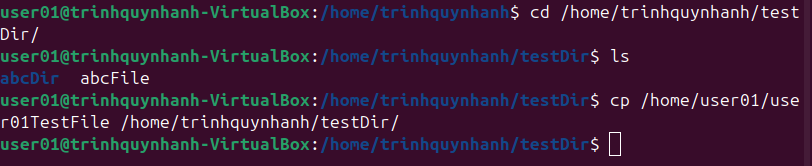 user01@trinhquynhanh-VirtualBox:/home/trinhquynhanh$ cd /home/trinhquynhanh/test
Dir/
user01@trinhquynhanh-VirtualBox:/home/trinhquynhanh/testDir$ ls
abcDir  abcFile
user01@trinhquynhanh-VirtualBox:/home/trinhquynhanh/testDir$ cp /home/user01/use
r01TestFile /home/trinhquynhanh/testDir/
user01@trinhquynhanh-VirtualBox:/home/trinhquynhanh/testDir$